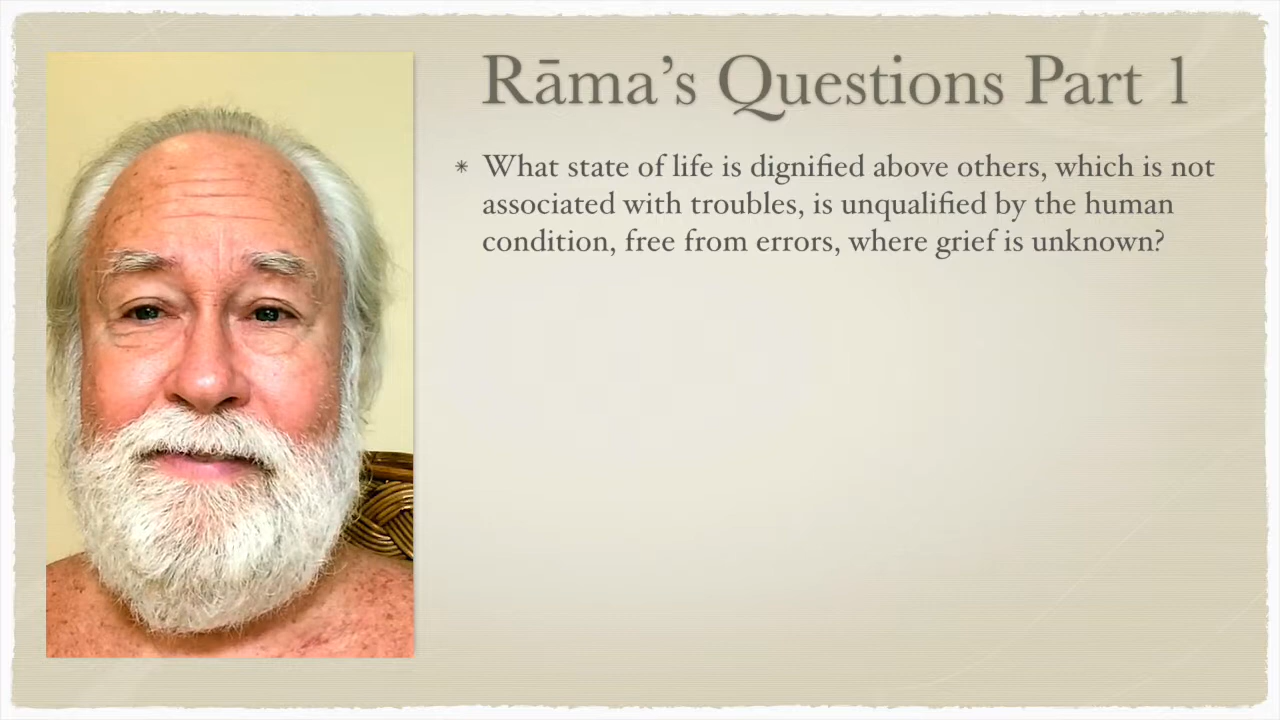 Rāma’s Questions Part 1
* What state of life is dignified above others, which is not
associated with troubles, is unqualified by the human
condition, free from errors, where grief is unknown?